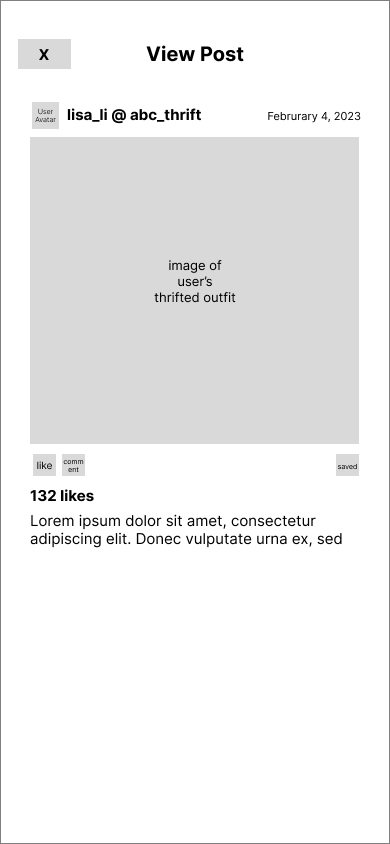 X
View Post
User
Avatar
lisa_li @ abc_thrift
Februrary 4, 2023
image of
user's
thrifted outfit
like
comm
ent
saved
132 likes
Lorem ipsum dolor sit amet, consectetur
adipiscing elit. Donec vulputate urna ex, sed